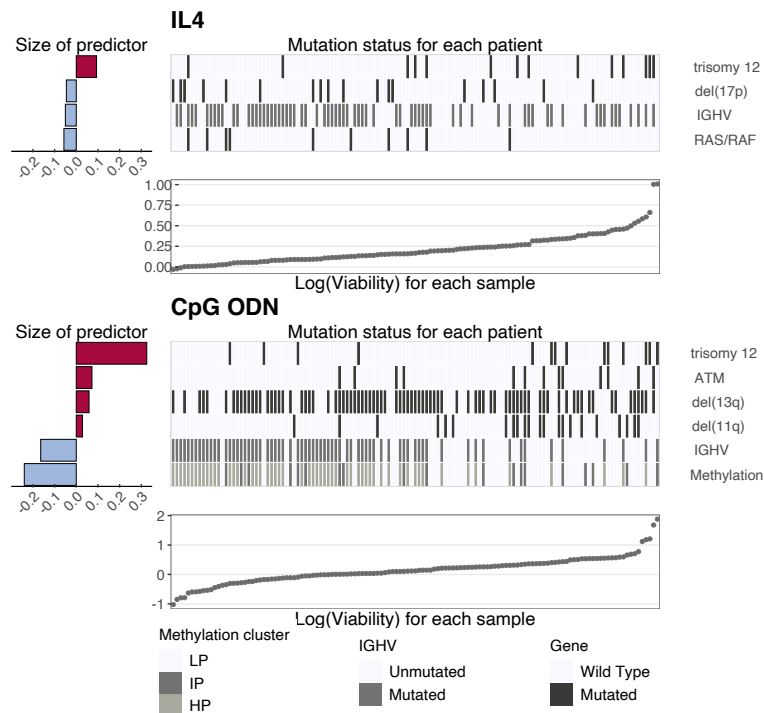 IL4
Size of predictor
Mutation status for each patient
trisomy 12
del(17p)
IGHV
RAS/RAF
-0.2 -0.1 0.0 0.1 0.2 0.3
1.00
0.75
0.50
0.25
0.00
Log(Viability) for each sample
CpG ODN
Size of predictor
Mutation status for each patient
trisomy 12
ATM
del(13q)
del(11q)
IGHV
Methylation
-0.2 -0.1 0.0 0.1 0.2 0.3
2
1
0
-1
Log(Viability) for each sample
Methylation cluster
LP
IP
HP
IGHV
Unmutated
Mutated
Gene
Wild Type
Mutated